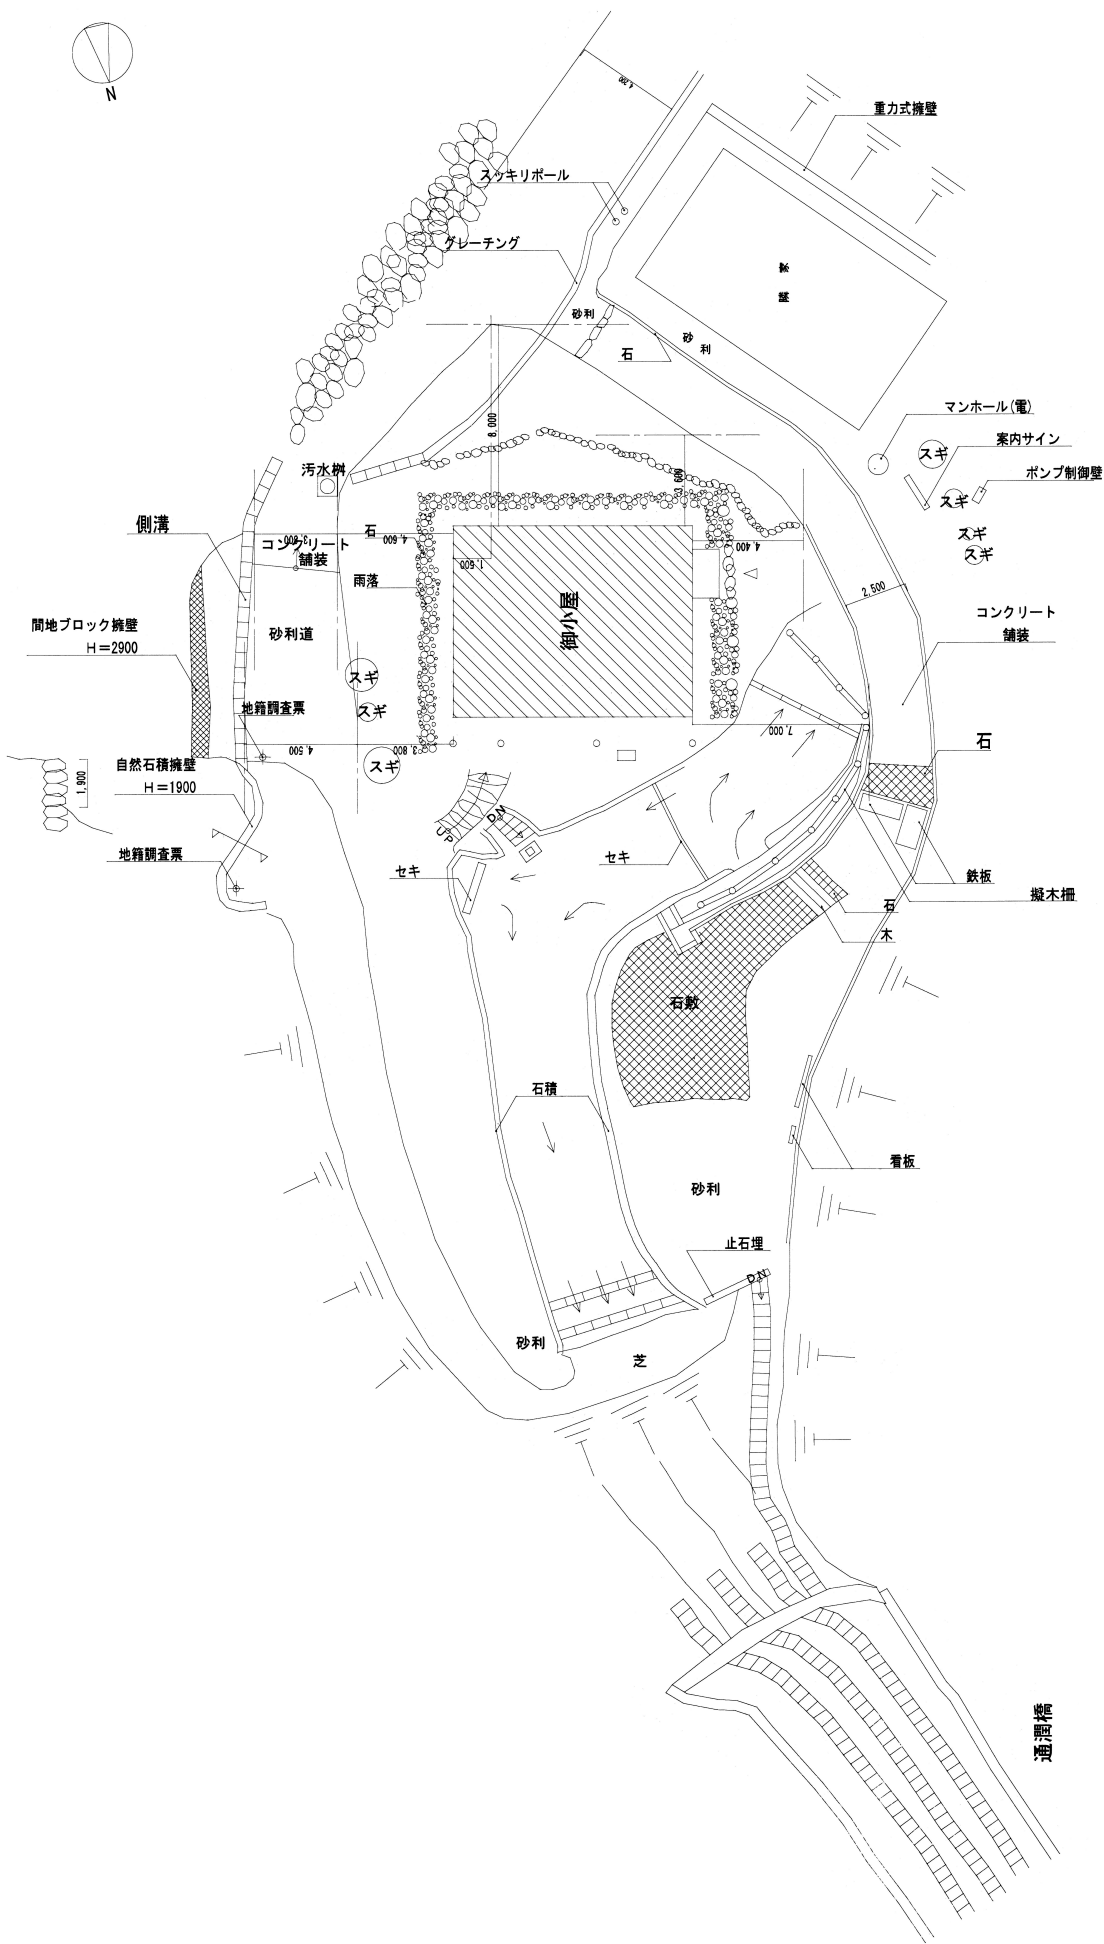 N
4,200
重力式擁壁
スッキリポール
グレーチング
砂利
石
砂利
マンホール(電)
案内サイン
スギ
ポンプ制御壁
スギ
スギ
スギ
8,000
3,600
汚水桝
側溝
石
4,600
3,800
コンクリート
舗装
雨落
1,500
4,400
御小屋
2,500
コンクリート
舗装
間地ブロック擁壁
H=2900
砂利道
スギ
地籍調査票
スギ
7,000
石
4,500
3,800
スギ
自然石積擁壁
H=1900
1,900
UP
DN
地籍調査票
セキ
セキ
鉄板
擬木柵
石
木
石敷
石積
看板
砂利
止石埋
DN
砂利
芝
通潤橋